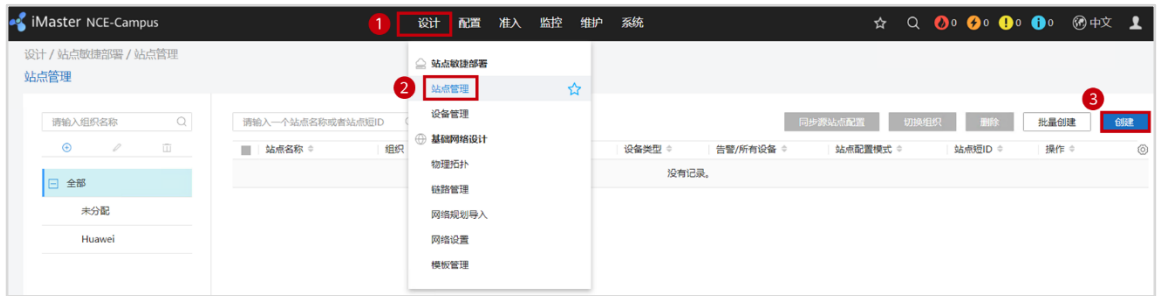 iMaster NCE-Campus 1 设计 配置 准入 监控 维护 系统 0 0 0 0 中文
设计 / 站点敏捷部署 / 站点管理
站点管理
站点敏捷部署
2 站点管理
设备管理
基础网络设计
物理拓扑
链路管理
网络规划导入
网络设置
模板管理
3
请输入组织名称 请输入一个站点名称或者站点短ID 同步源站点配置 切换组织 删除 批量创建 创建
站点名称 组织 设备类型 告警/所有设备 站点配置模式 站点短ID 操作
没有记录。
全部
未分配
Huawei